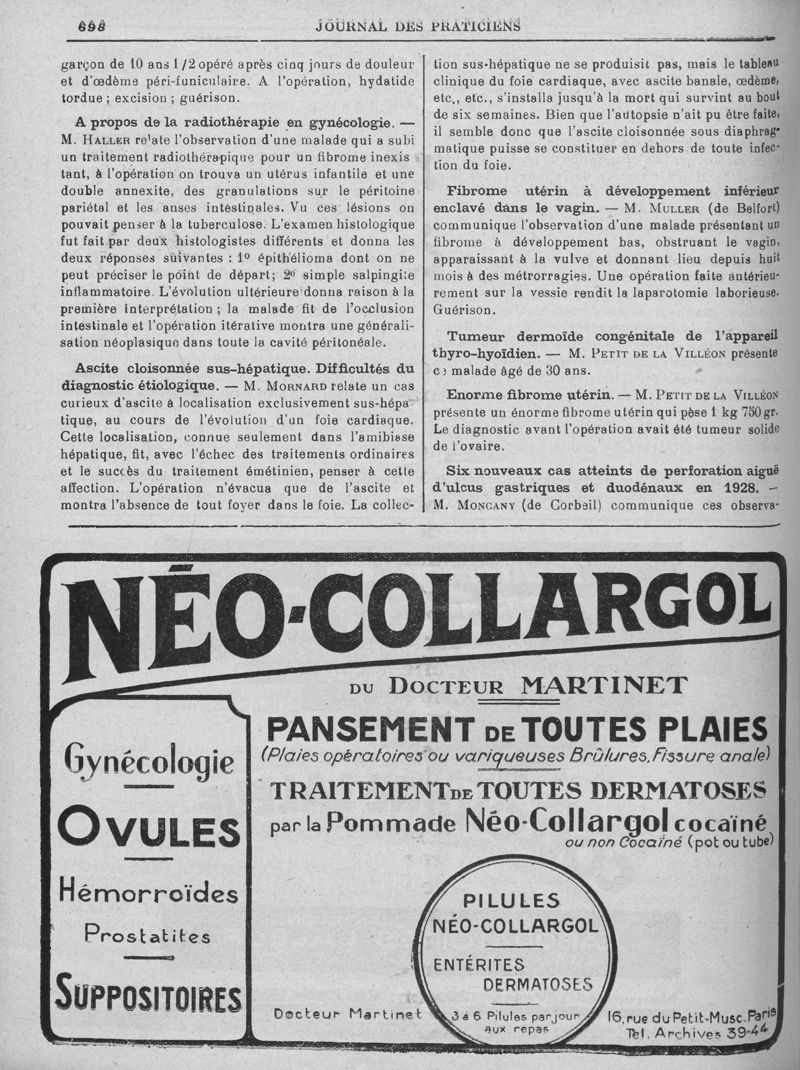 698 JOURNAL DES PRATICIENS
garçon de 10 ans 1/2 opéré après cinq jours de douleur
et d'œdème péri-funiculaire. A l'opération, hydatide
tordue ; excision ; guérison.
A propos de la radiothérapie en gynécologie. —
M. HALLER relate l'observation d'une malade qui a subi
un traitement radiothérapique pour un fibrome inexis
tant, à l'opération on trouva un utérus infantile et une
double annexite, des granulations sur le péritoine
pariétal et les anses intestinales. Vu ces lésions on
pouvait penser à la tuberculose. L'examen histologique
fut fait par deux histologistes différents et donna les
deux réponses suivantes : 1º épithélioma dont on ne
peut préciser le point de départ; 2º simple salpingite
inflammatoire. L'évolution ultérieure donna raison à la
première interprétation ; la malade fit de l'occlusion
intestinale et l'opération itérative montra une générali-
sation néoplasique dans toute la cavité péritonéale.
Ascite cloisonnée sus-hépatique. Difficultés du
diagnostic étiologique. — M. MORNARD relate un cas
curieux d'ascite à localisation exclusivement sus-hépa-
tique, au cours de l'évolution d'un foie cardiaque.
Cette localisation, connue seulement dans l'amibiase
hépatique, fit, avec l'échec des traitements ordinaires
et le succès du traitement émétinien, penser à cette
affection. L'opération n'évacua que de l'ascite et
montra l'absence de tout foyer dans le foie. La collec-
tion sus-hépatique ne se produisit pas, mais le tableau
clinique du foie cardiaque, avec ascite banale, œdème,
etc,, etc., s'installa jusqu'à la mort qui survint au bout
de six semaines. Bien que l'autopsie n'ait pu être faite,
il semble donc que l'ascite cloisonnée sous diaphrag-
matique puisse se constituer en dehors de toute infec-
tion du foie.
Fibrome utérin à développement inférieur
enclavé dans le vagin. — M. MULLER (de Belfort)
communique l'observation d'une malade présentant un
fibrome à développement bas, obstruant le vagin,
apparaissant à la vulve et donnant lieu depuis huit
mois à des métrorragies. Une opération faite antérieu-
rement sur la vessie rendit la laparotomie laborieuse.
Guérison.
Tumeur dermoïde congénitale de l'appareil
thyro-hyoïdien. — M. PETIT DE LA VILLÉON présente
ce malade âgé de 30 ans.
Enorme fibrome utérin. — M. PETIT DE LA VILLÉON
présente un énorme fibrome utérin qui pèse 1 kg 750 gr.
Le diagnostic avant l'opération avait été tumeur solide
de l'ovaire.
Six nouveaux cas atteints de perforation aiguë
d'ulcus gastriques et duodénaux en 1928. —
M. MONGANY (de Corbeil) communique ces observa-
NÉO-COLLARGOL
DU DOCTEUR MARTINET
PANSEMENT DE TOUTES PLAIES
(Plaies opératoires ou variqueuses Brûlures, Fissure anale)
TRAITEMENT DE TOUTES DERMATOSES
par la Pommade Néo-Collargol cocaïné
ou non Cocaïné (pot ou tube)
Gynécologie
OVULES
Hémorroïdes
Prostatites
SUPPOSITOIRES
PILULES
NÉO-COLLARGOL
ENTÉRITES
DERMATOSES
3 à 6 Pilules par jour
aux repas
Docteur Martinet
16, rue du Petit-Musc. Paris
Tél. Archives 39-44